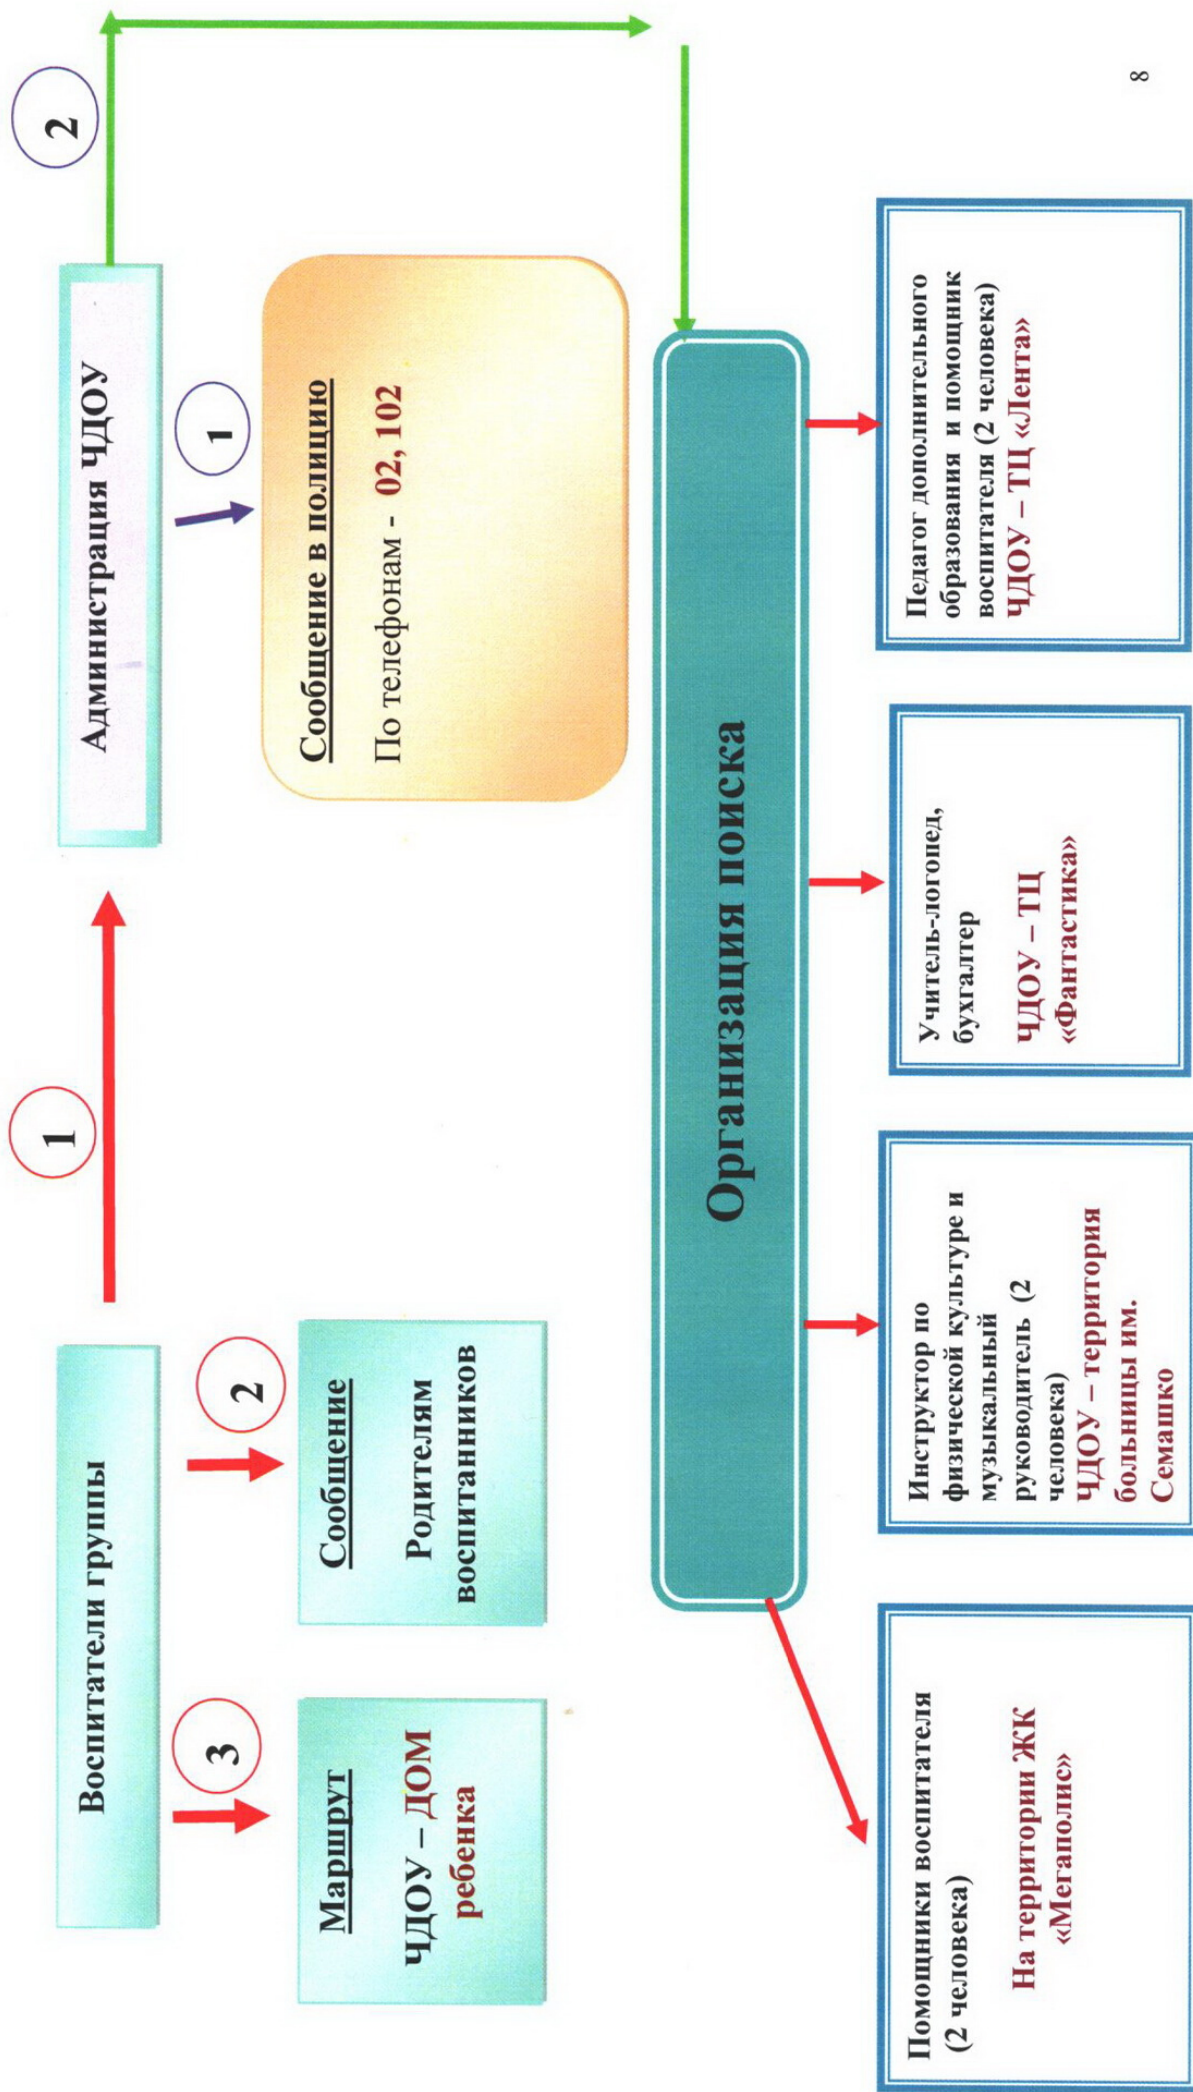 Воспитатели группы
1
Администрация ЧДОУ
2
3
2
1
Маршрут
ЧДОУ – ДОМ
ребенка
Сообщение
Родителям
воспитанников
Сообщение в полицию
По телефонам - 02, 102
Организация поиска
Помощники воспитателя
(2 человека)
На территории ЖК
«Мегаполис»
Инструктор по
физической культуре и
музыкальный
руководитель (2
человека)
ЧДОУ – территория
больницы им.
Семашко
Учитель-логопед,
бухгалтер
ЧДОУ – ТЦ
«Фантастика»
Педагог дополнительного
образования и помощник
воспитателя (2 человека)
ЧДОУ – ТЦ «Лента»
8